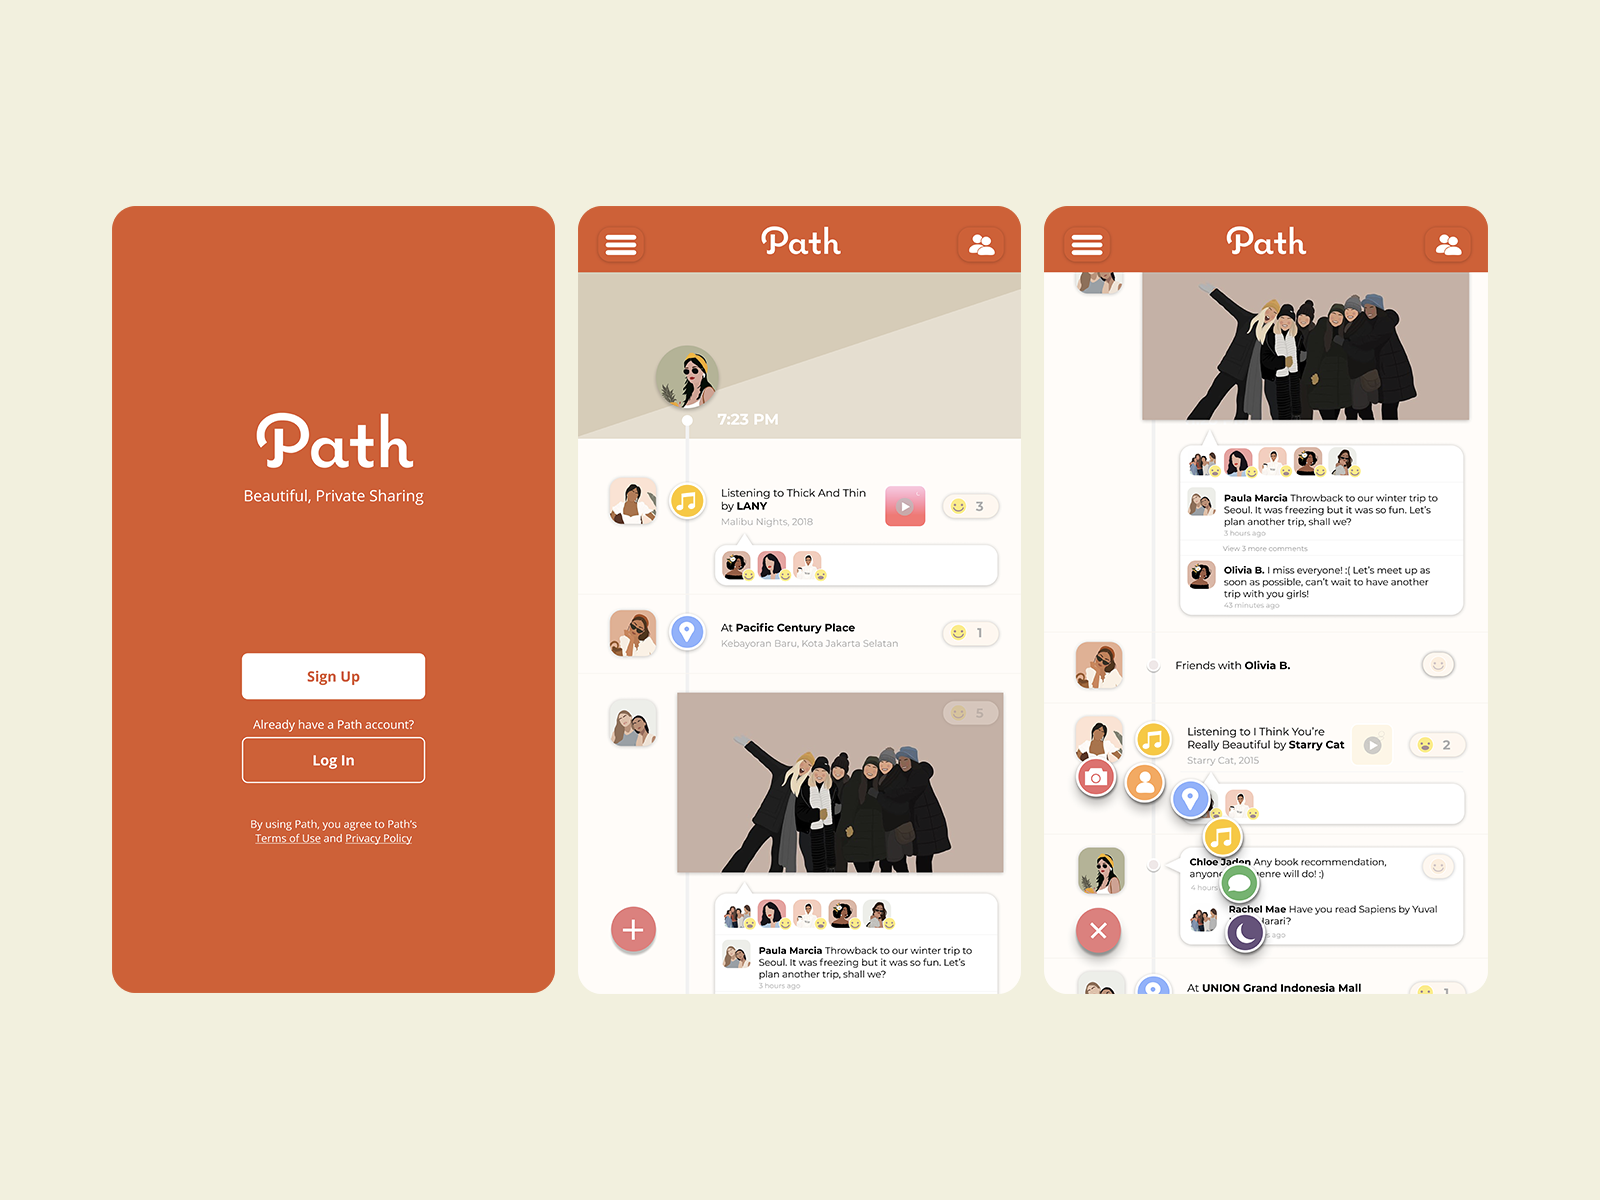 Path
Beautiful, Private Sharing
Sign Up
Already have a Path account?
Log In
By using Path, you agree to Path's
Terms of Use and Privacy Policy
Path
7:23 PM
Listening to Thick And Thin
by LANY
Malibu Nights, 2018
3
At Pacific Century Place
Kebayoran Baru, Kota Jakarta Selatan
1
5
Paula Marcia Throwback to our winter trip to
Seoul. It was freezing but it was so fun. Let's
plan another trip, shall we?
3 hours ago
Path
Paula Marcia Throwback to our winter trip to
Seoul. It was freezing but it was so fun. Let's
plan another trip, shall we?
3 hours ago
View 3 more comments
Olivia B. I miss everyone! :( Let's meet up as
soon as possible, can't wait to have another
trip with you girls!
43 minutes ago
Friends with Olivia B.
Listening to I Think You're
Really Beautiful by Starry Cat
Starry Cat, 2015
2
Chloe Jaden Any book recommendation,
anyone genre will do! :)
4 hours
Rachel Mae Have you read Sapiens by Yuval
Harari?
ago
At UNION Grand Indonesia Mall
1